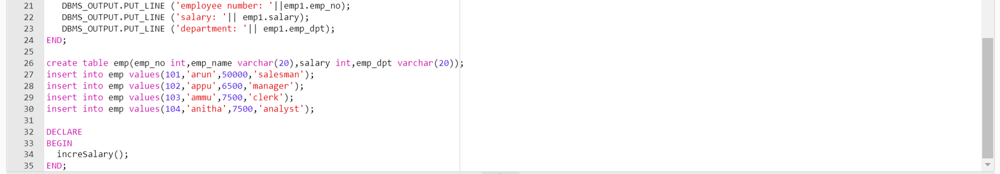 21 DBMS_OUTPUT.PUT_LINE ('employee number: '||emp1.emp_no);
22 DBMS_OUTPUT.PUT_LINE ('salary: '|| emp1.salary);
23 DBMS_OUTPUT.PUT_LINE ('department: '|| emp1.emp_dpt);
24 END;
25
26 create table emp(emp_no int,emp_name varchar(20),salary int,emp_dpt varchar(20));
27 insert into emp values(101,'arun',50000,'salesman');
28 insert into emp values(102,'appu',6500,'manager');
29 insert into emp values(103,'ammu',7500,'clerk');
30 insert into emp values(104,'anitha',7500,'analyst');
31
32 DECLARE
33 BEGIN
34 increSalary();
35 END;